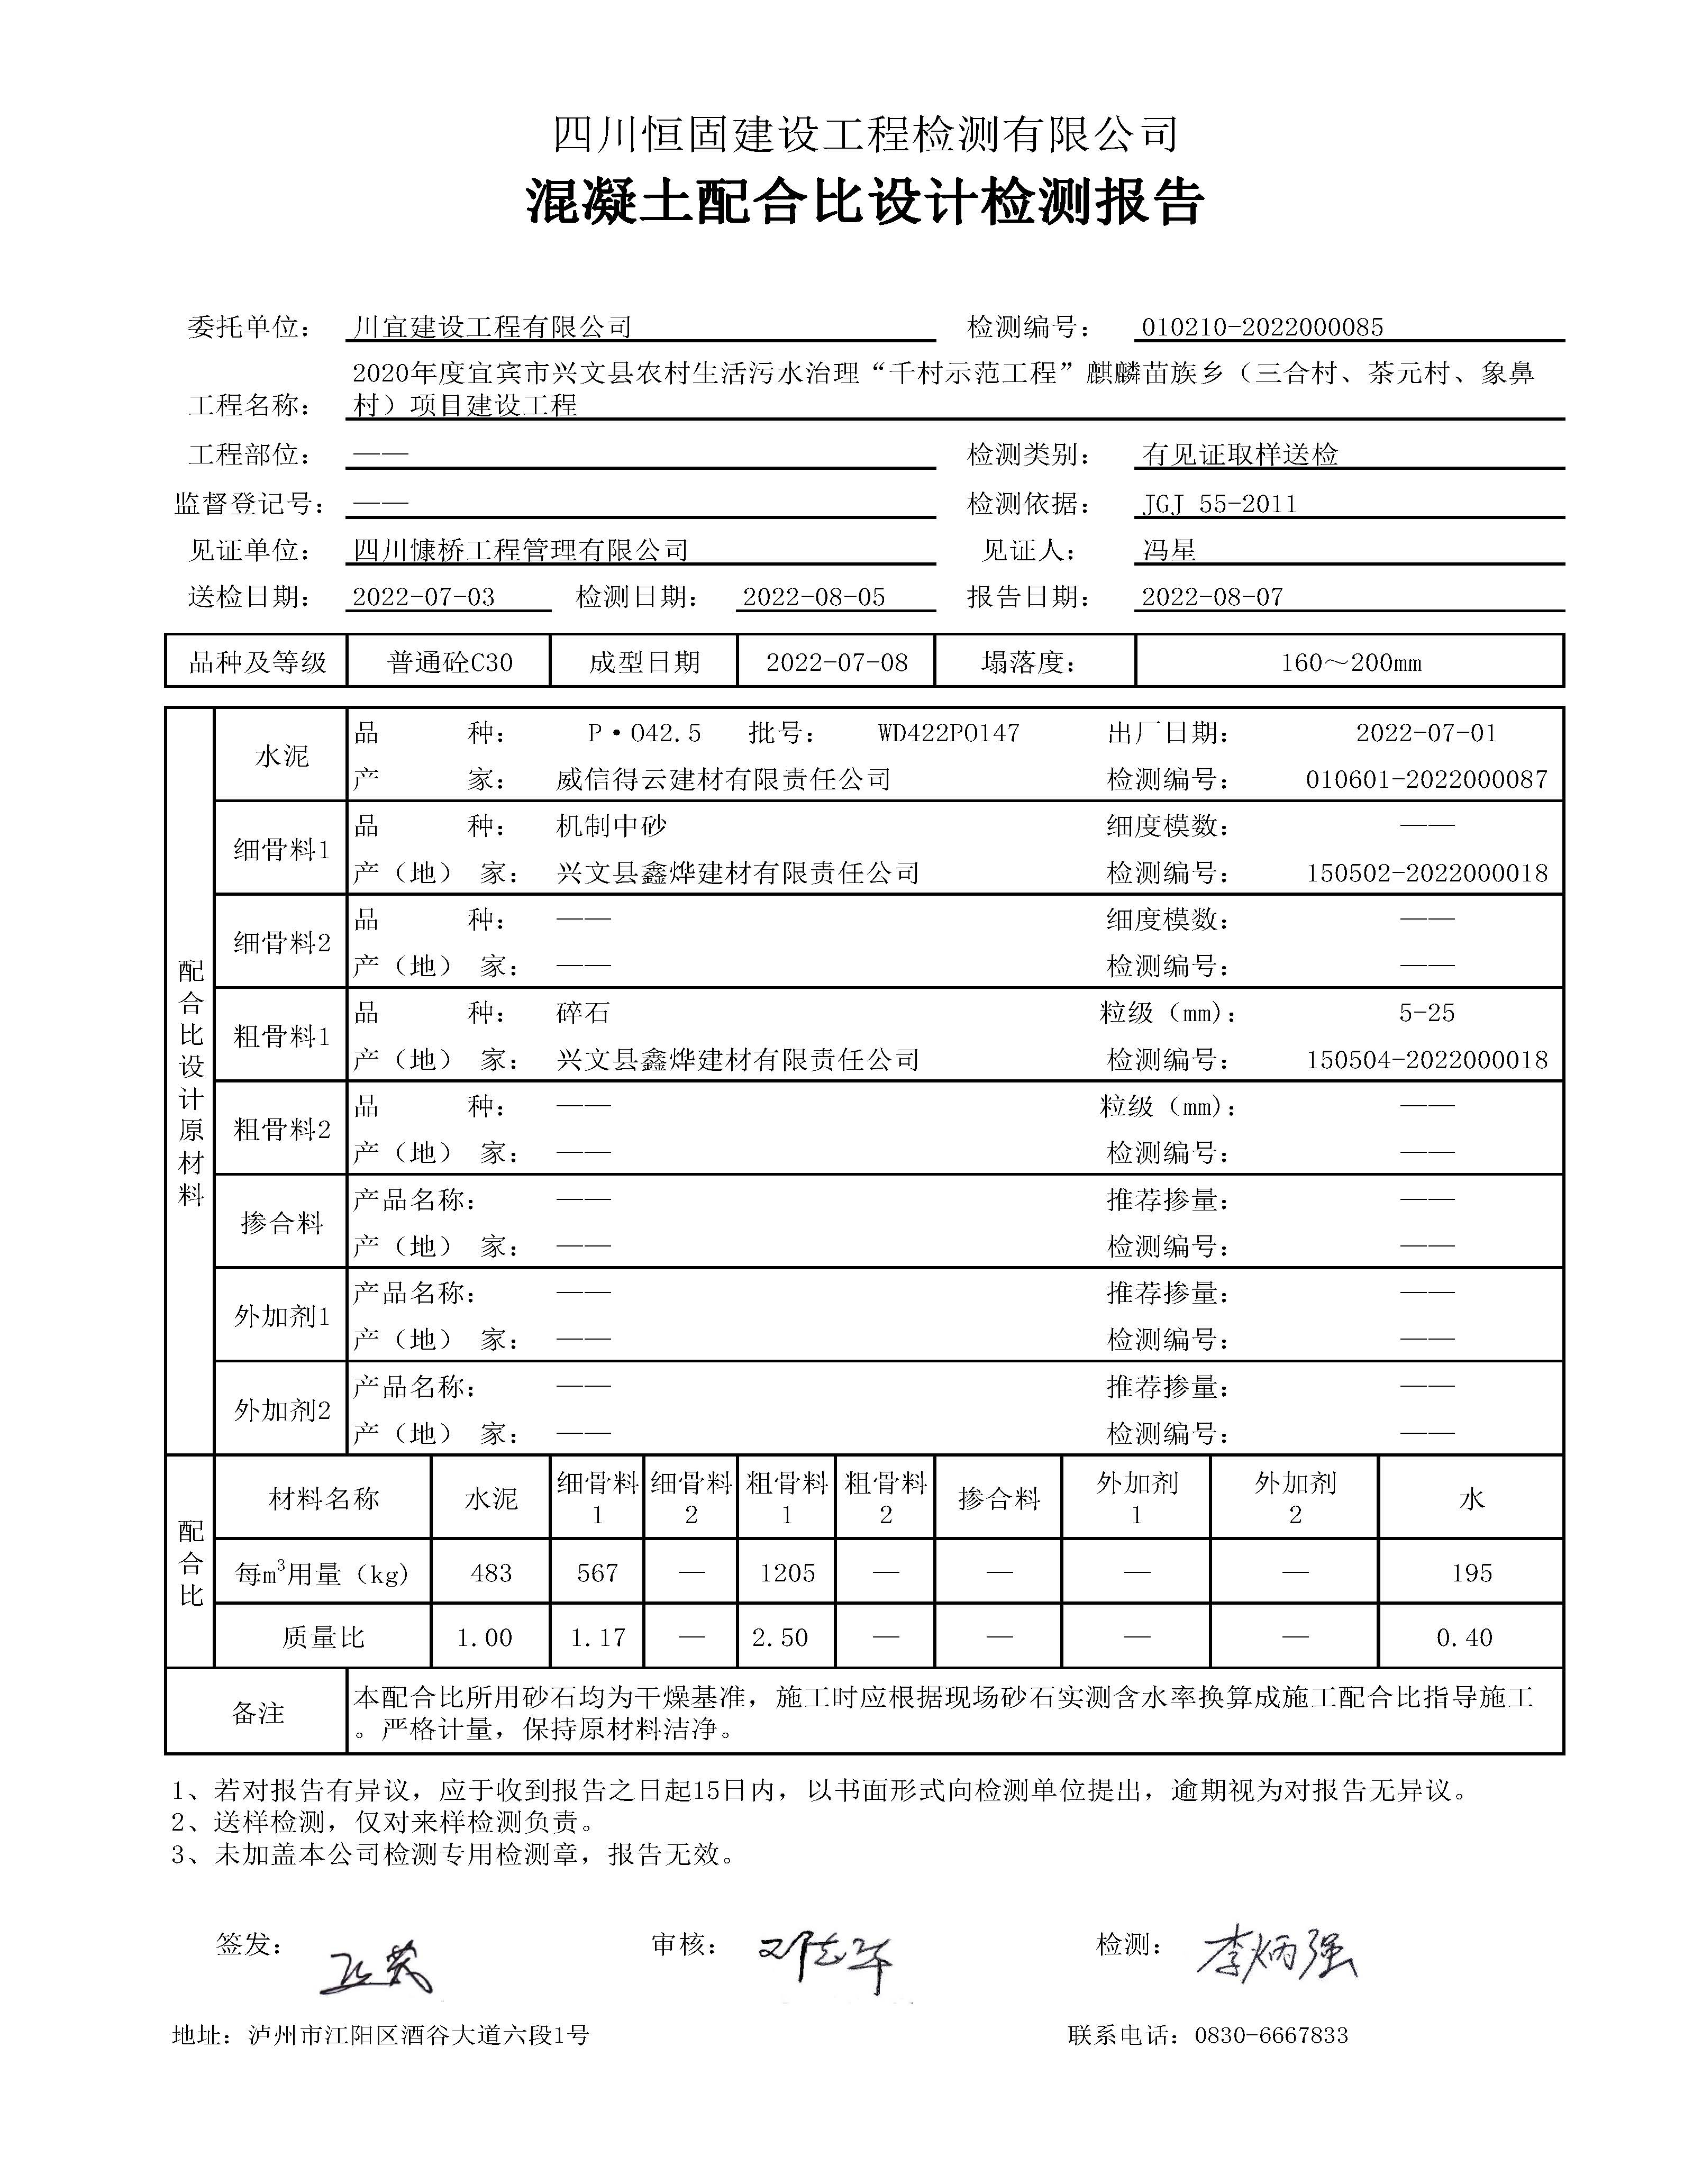 四川恒固建设工程检测有限公司
混凝土配合比设计检测报告
委托单位： 川宜建设工程有限公司 检测编号： 010210-2022000085
2020年度宜宾市兴文县农村生活污水治理“千村示范工程”麒麟苗族乡（三合村、茶元村、象鼻
工程名称： 村）项目建设工程
工程部位： —— 检测类别： 有见证取样送检
监督登记号： —— 检测依据： JGJ 55-2011
见证单位： 四川慷桥工程管理有限公司 见证人： 冯星
送检日期： 2022-07-03 检测日期： 2022-08-05 报告日期： 2022-08-07
品种及等级 普通砼C30 成型日期 2022-07-08 塌落度： 160～200mm
配合比设计原材料
水泥
品 种： P·O42.5 批号： WD422PO147 出厂日期： 2022-07-01
产 家： 威信得云建材有限责任公司 检测编号： 010601-2022000087
细骨料1
品 种： 机制中砂 细度模数： ——
产（地） 家： 兴文县鑫烨建材有限责任公司 检测编号： 150502-2022000018
细骨料2
品 种： —— 细度模数： ——
产（地） 家： —— 检测编号： ——
粗骨料1
品 种： 碎石 粒级（mm）： 5-25
产（地） 家： 兴文县鑫烨建材有限责任公司 检测编号： 150504-2022000018
粗骨料2
品 种： —— 粒级（mm）： ——
产（地） 家： —— 检测编号： ——
掺合料
产品名称： —— 推荐掺量： ——
产（地） 家： —— 检测编号： ——
外加剂1
产品名称： —— 推荐掺量： ——
产（地） 家： —— 检测编号： ——
外加剂2
产品名称： —— 推荐掺量： ——
产（地） 家： —— 检测编号： ——
配合比
材料名称 水泥 细骨料1 细骨料2 粗骨料1 粗骨料2 掺合料 外加剂1 外加剂2 水
每m³用量（kg） 483 567 — 1205 — — — — 195
质量比 1.00 1.17 — 2.50 — — — — 0.40
备注
本配合比所用砂石均为干燥基准，施工时应根据现场砂石实测含水率换算成施工配合比指导施工
。严格计量，保持原材料洁净。
1、若对报告有异议，应于收到报告之日起15日内，以书面形式向检测单位提出，逾期视为对报告无异议。
2、送样检测，仅对来样检测负责。
3、未加盖本公司检测专用检测章，报告无效。
签发： 审核： 检测： 李炳强
地址：泸州市江阳区酒谷大道六段1号 联系电话：0830-6667833